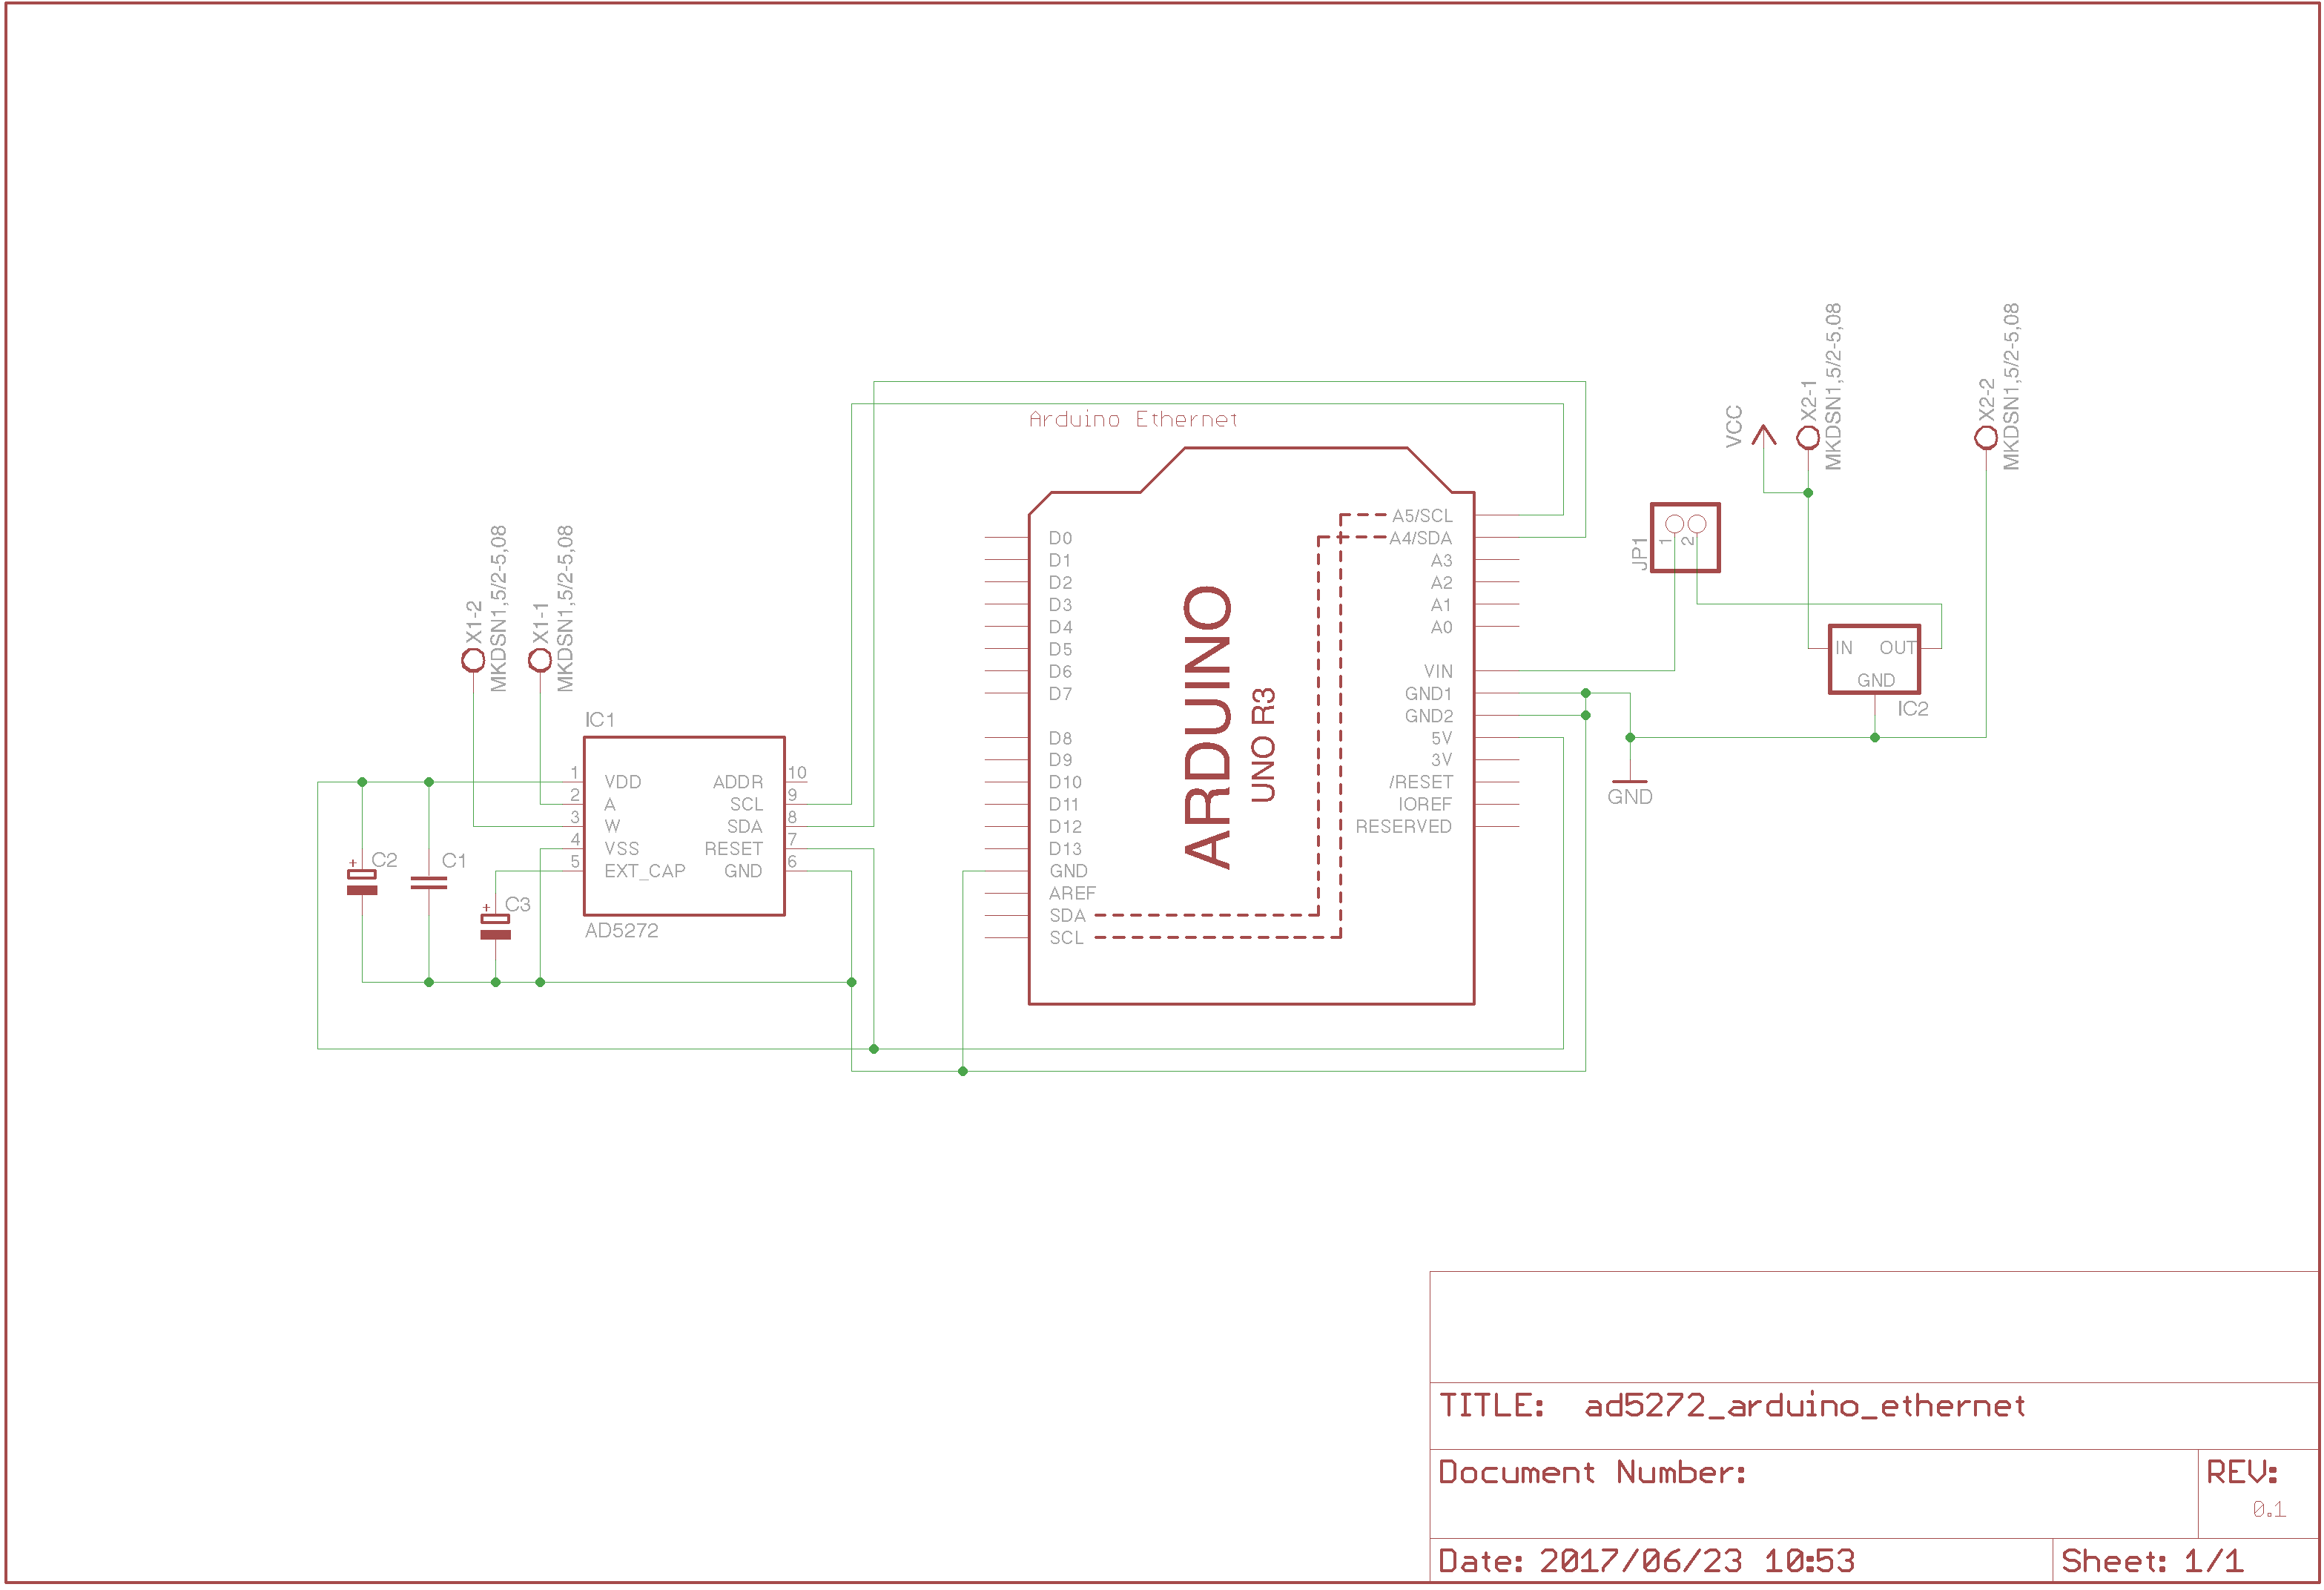 Arduino Ethernet
VCC
X2-1
MKDSN1,5/2-5,08
X2-2
MKDSN1,5/2-5,08
X1-2
MKDSN1,5/2-5,08
X1-1
MKDSN1,5/2-5,08
IC1
1 VDD
2 A
3 W
4 VSS
5 EXT_CAP
ADDR 10
SCL 9
SDA 8
RESET 7
GND 6
AD5272
+ C2
C1
+ C3
D0
D1
D2
D3
D4
D5
D6
D7
D8
D9
D10
D11
D12
D13
GND
AREF
SDA
SCL
ARDUINO
UNO R3
A5/SCL
A4/SDA
A3
A2
A1
A0
VIN
GND1
GND2
5V
3V
/RESET
IOREF
RESERVED
JP1
1
2
IN OUT
GND
IC2
GND
TITLE: ad5272_arduino_ethernet
Document Number:
REV:
0.1
Date: 2017/06/23 10:53
Sheet: 1/1